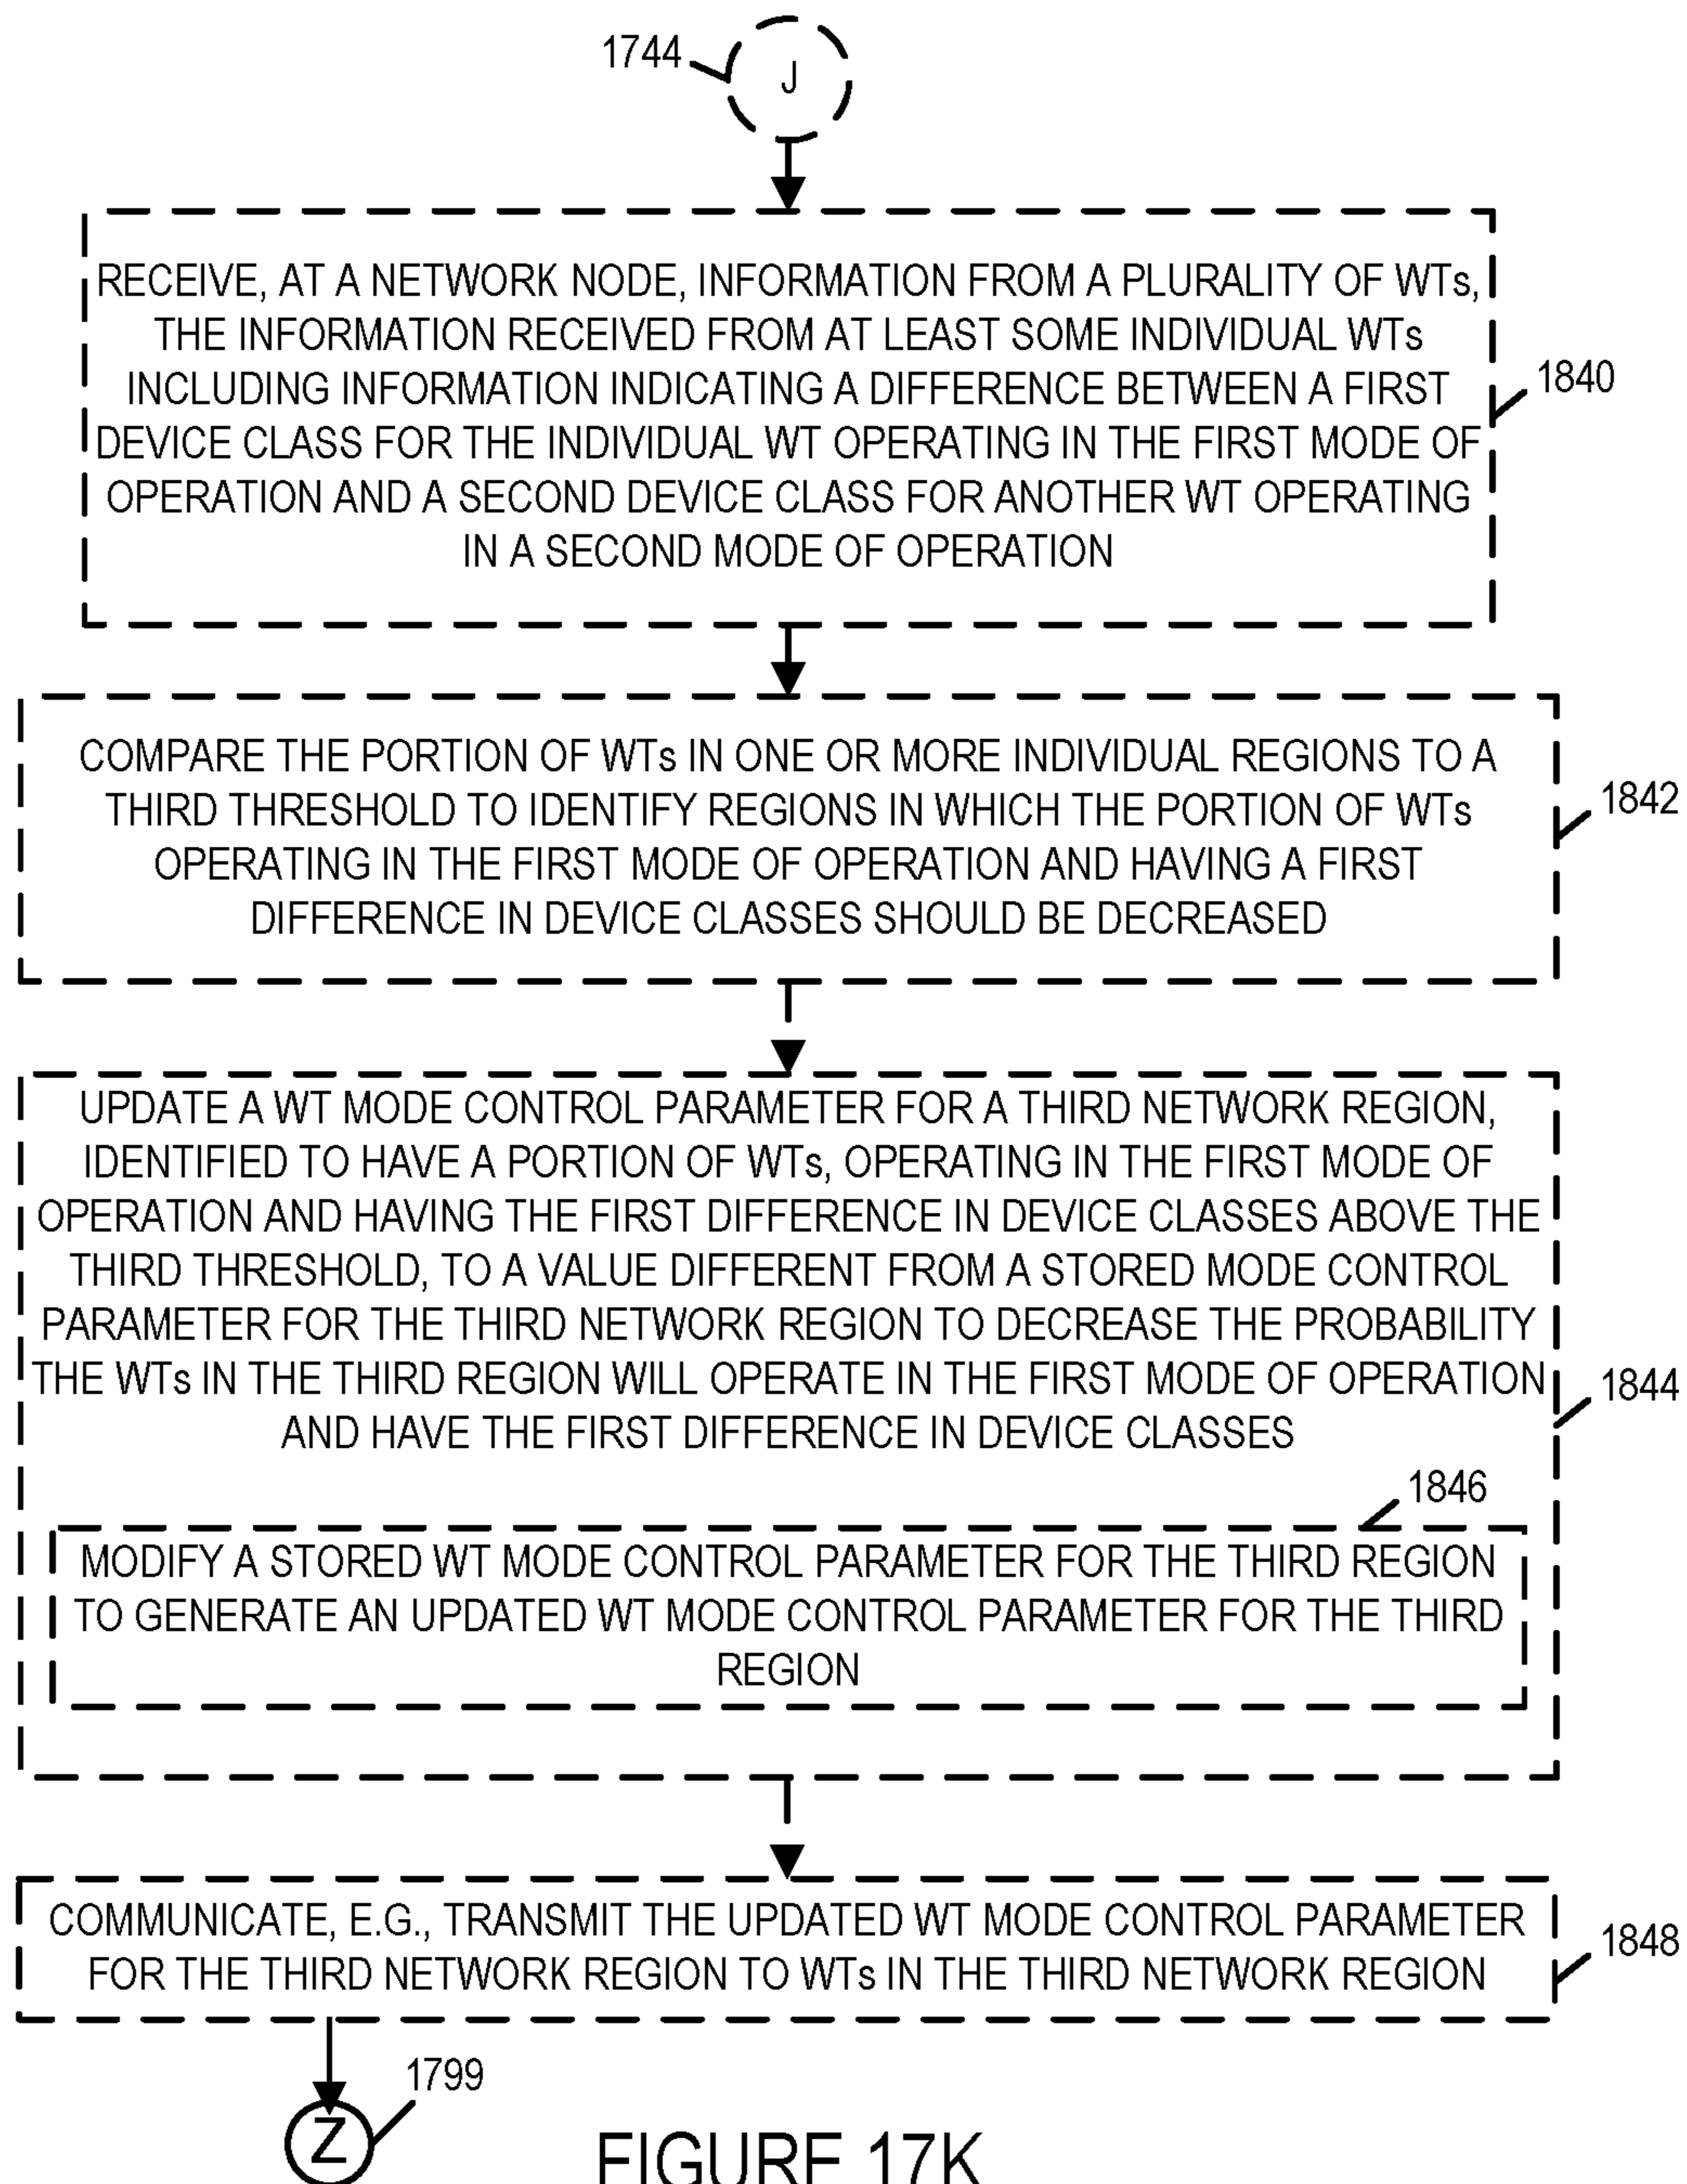 1744
J
RECEIVE, AT A NETWORK NODE, INFORMATION FROM A PLURALITY OF WTs,
THE INFORMATION RECEIVED FROM AT LEAST SOME INDIVIDUAL WTs
INCLUDING INFORMATION INDICATING A DIFFERENCE BETWEEN A FIRST
DEVICE CLASS FOR THE INDIVIDUAL WT OPERATING IN THE FIRST MODE OF
OPERATION AND A SECOND DEVICE CLASS FOR ANOTHER WT OPERATING
IN A SECOND MODE OF OPERATION
1840
COMPARE THE PORTION OF WTs IN ONE OR MORE INDIVIDUAL REGIONS TO A
THIRD THRESHOLD TO IDENTIFY REGIONS IN WHICH THE PORTION OF WTs
OPERATING IN THE FIRST MODE OF OPERATION AND HAVING A FIRST
DIFFERENCE IN DEVICE CLASSES SHOULD BE DECREASED
1842
UPDATE A WT MODE CONTROL PARAMETER FOR A THIRD NETWORK REGION,
IDENTIFIED TO HAVE A PORTION OF WTs, OPERATING IN THE FIRST MODE OF
OPERATION AND HAVING THE FIRST DIFFERENCE IN DEVICE CLASSES ABOVE THE
THIRD THRESHOLD, TO A VALUE DIFFERENT FROM A STORED MODE CONTROL
PARAMETER FOR THE THIRD NETWORK REGION TO DECREASE THE PROBABILITY
THE WTs IN THE THIRD REGION WILL OPERATE IN THE FIRST MODE OF OPERATION
AND HAVE THE FIRST DIFFERENCE IN DEVICE CLASSES
1844
1846
MODIFY A STORED WT MODE CONTROL PARAMETER FOR THE THIRD REGION
TO GENERATE AN UPDATED WT MODE CONTROL PARAMETER FOR THE THIRD
REGION
COMMUNICATE, E.G., TRANSMIT THE UPDATED WT MODE CONTROL PARAMETER
FOR THE THIRD NETWORK REGION TO WTs IN THE THIRD NETWORK REGION
1848
1799
Z
FIGURE 17K